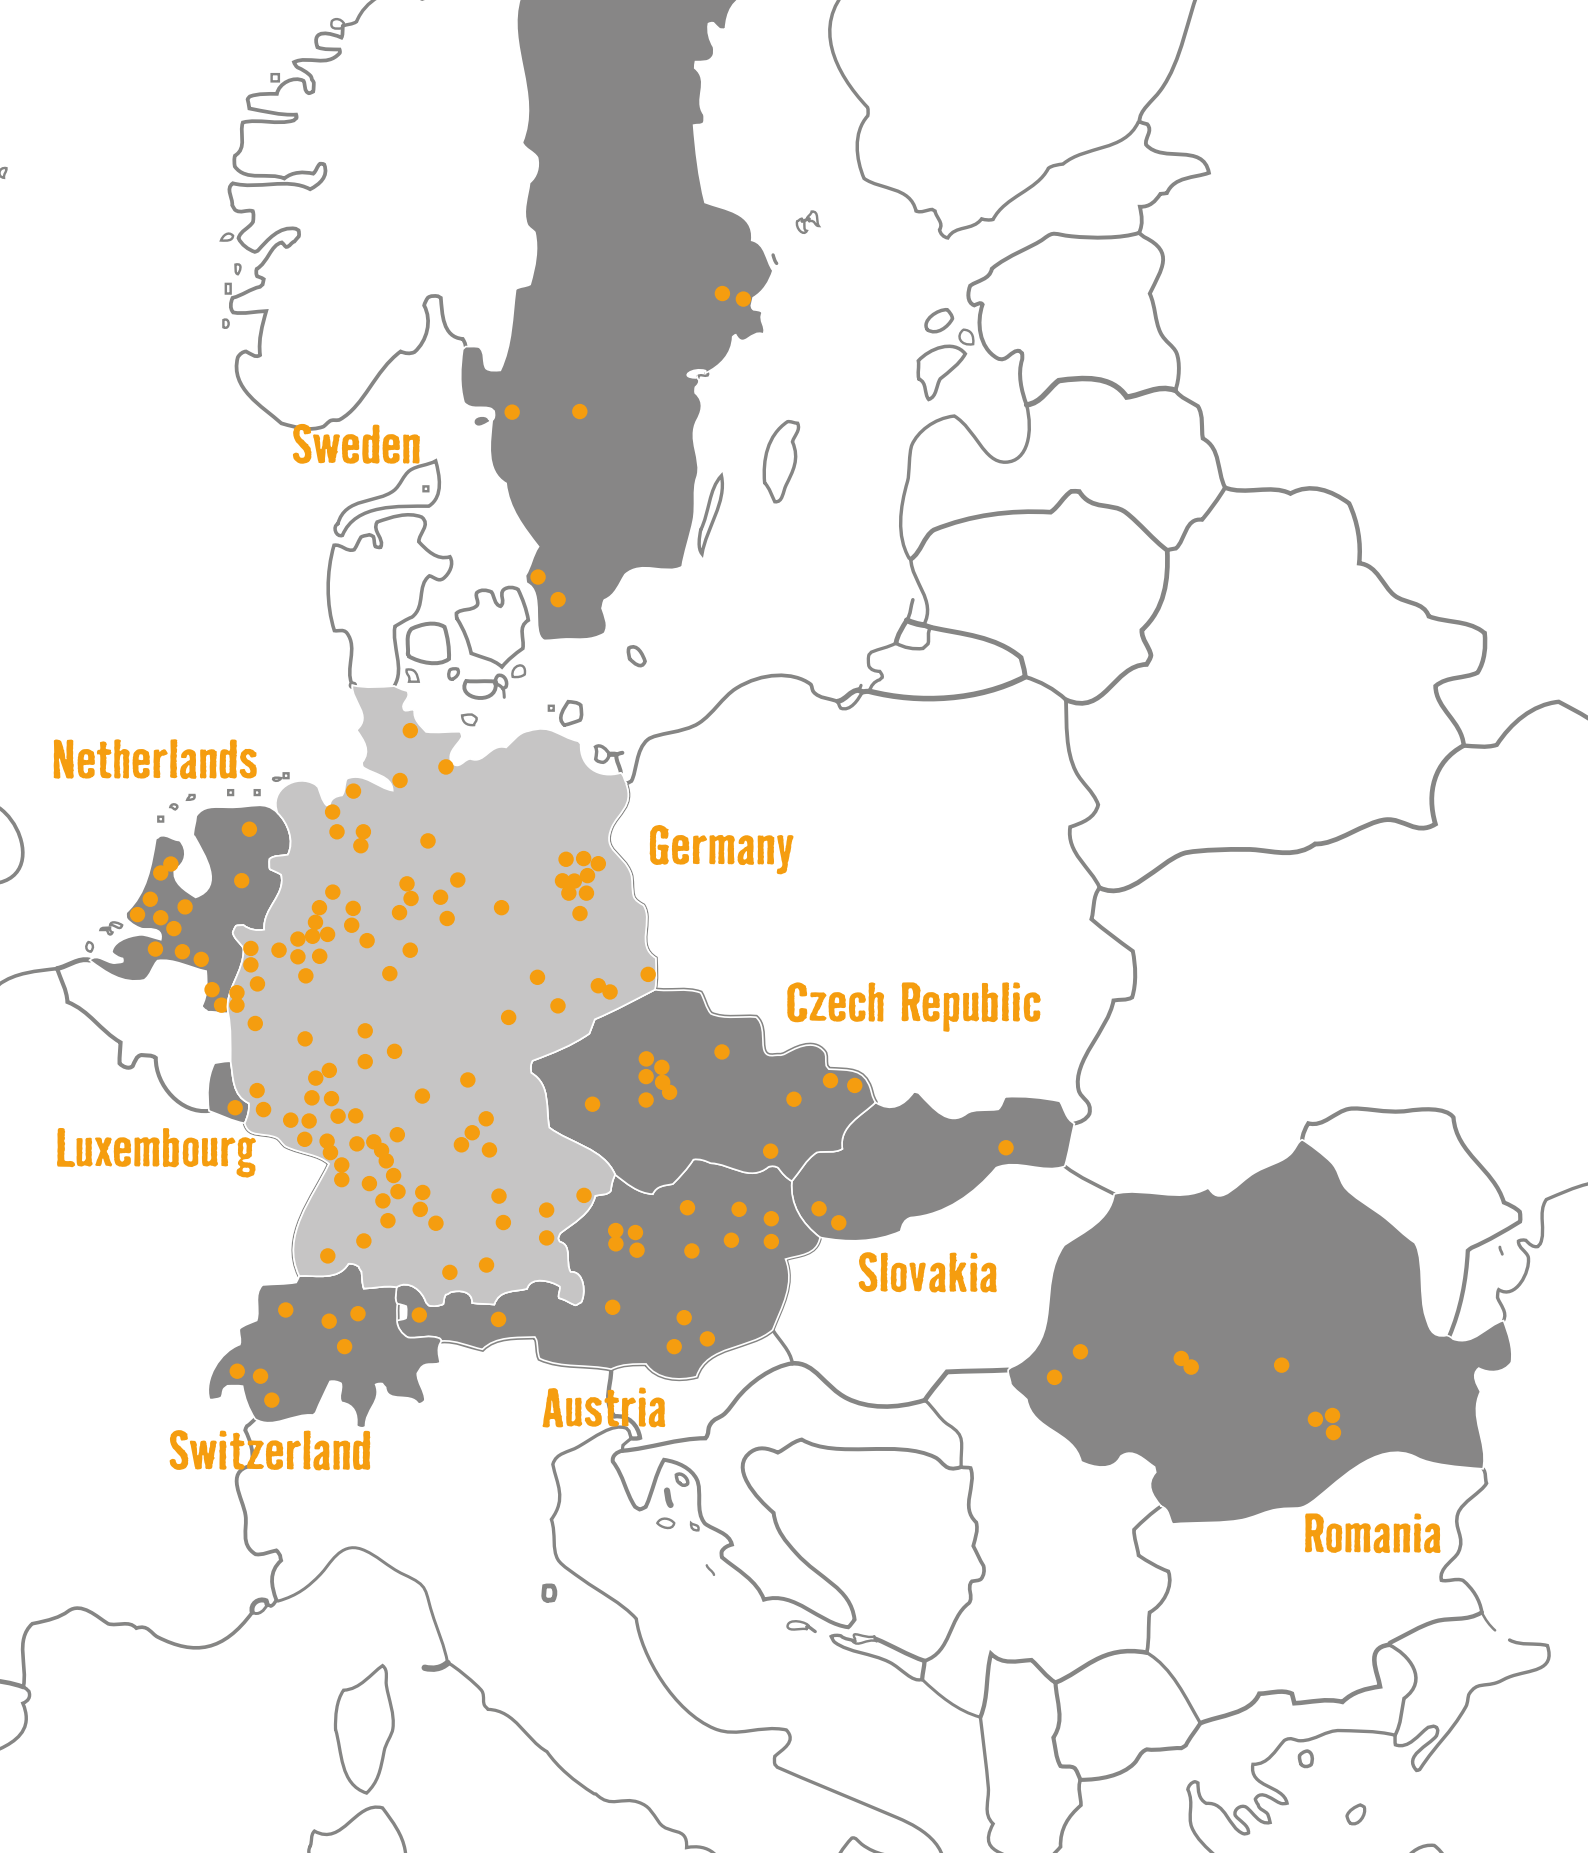 Sweden
Netherlands
Germany
Czech Republic
Luxembourg
Slovakia
Austria
Switzerland
Romania